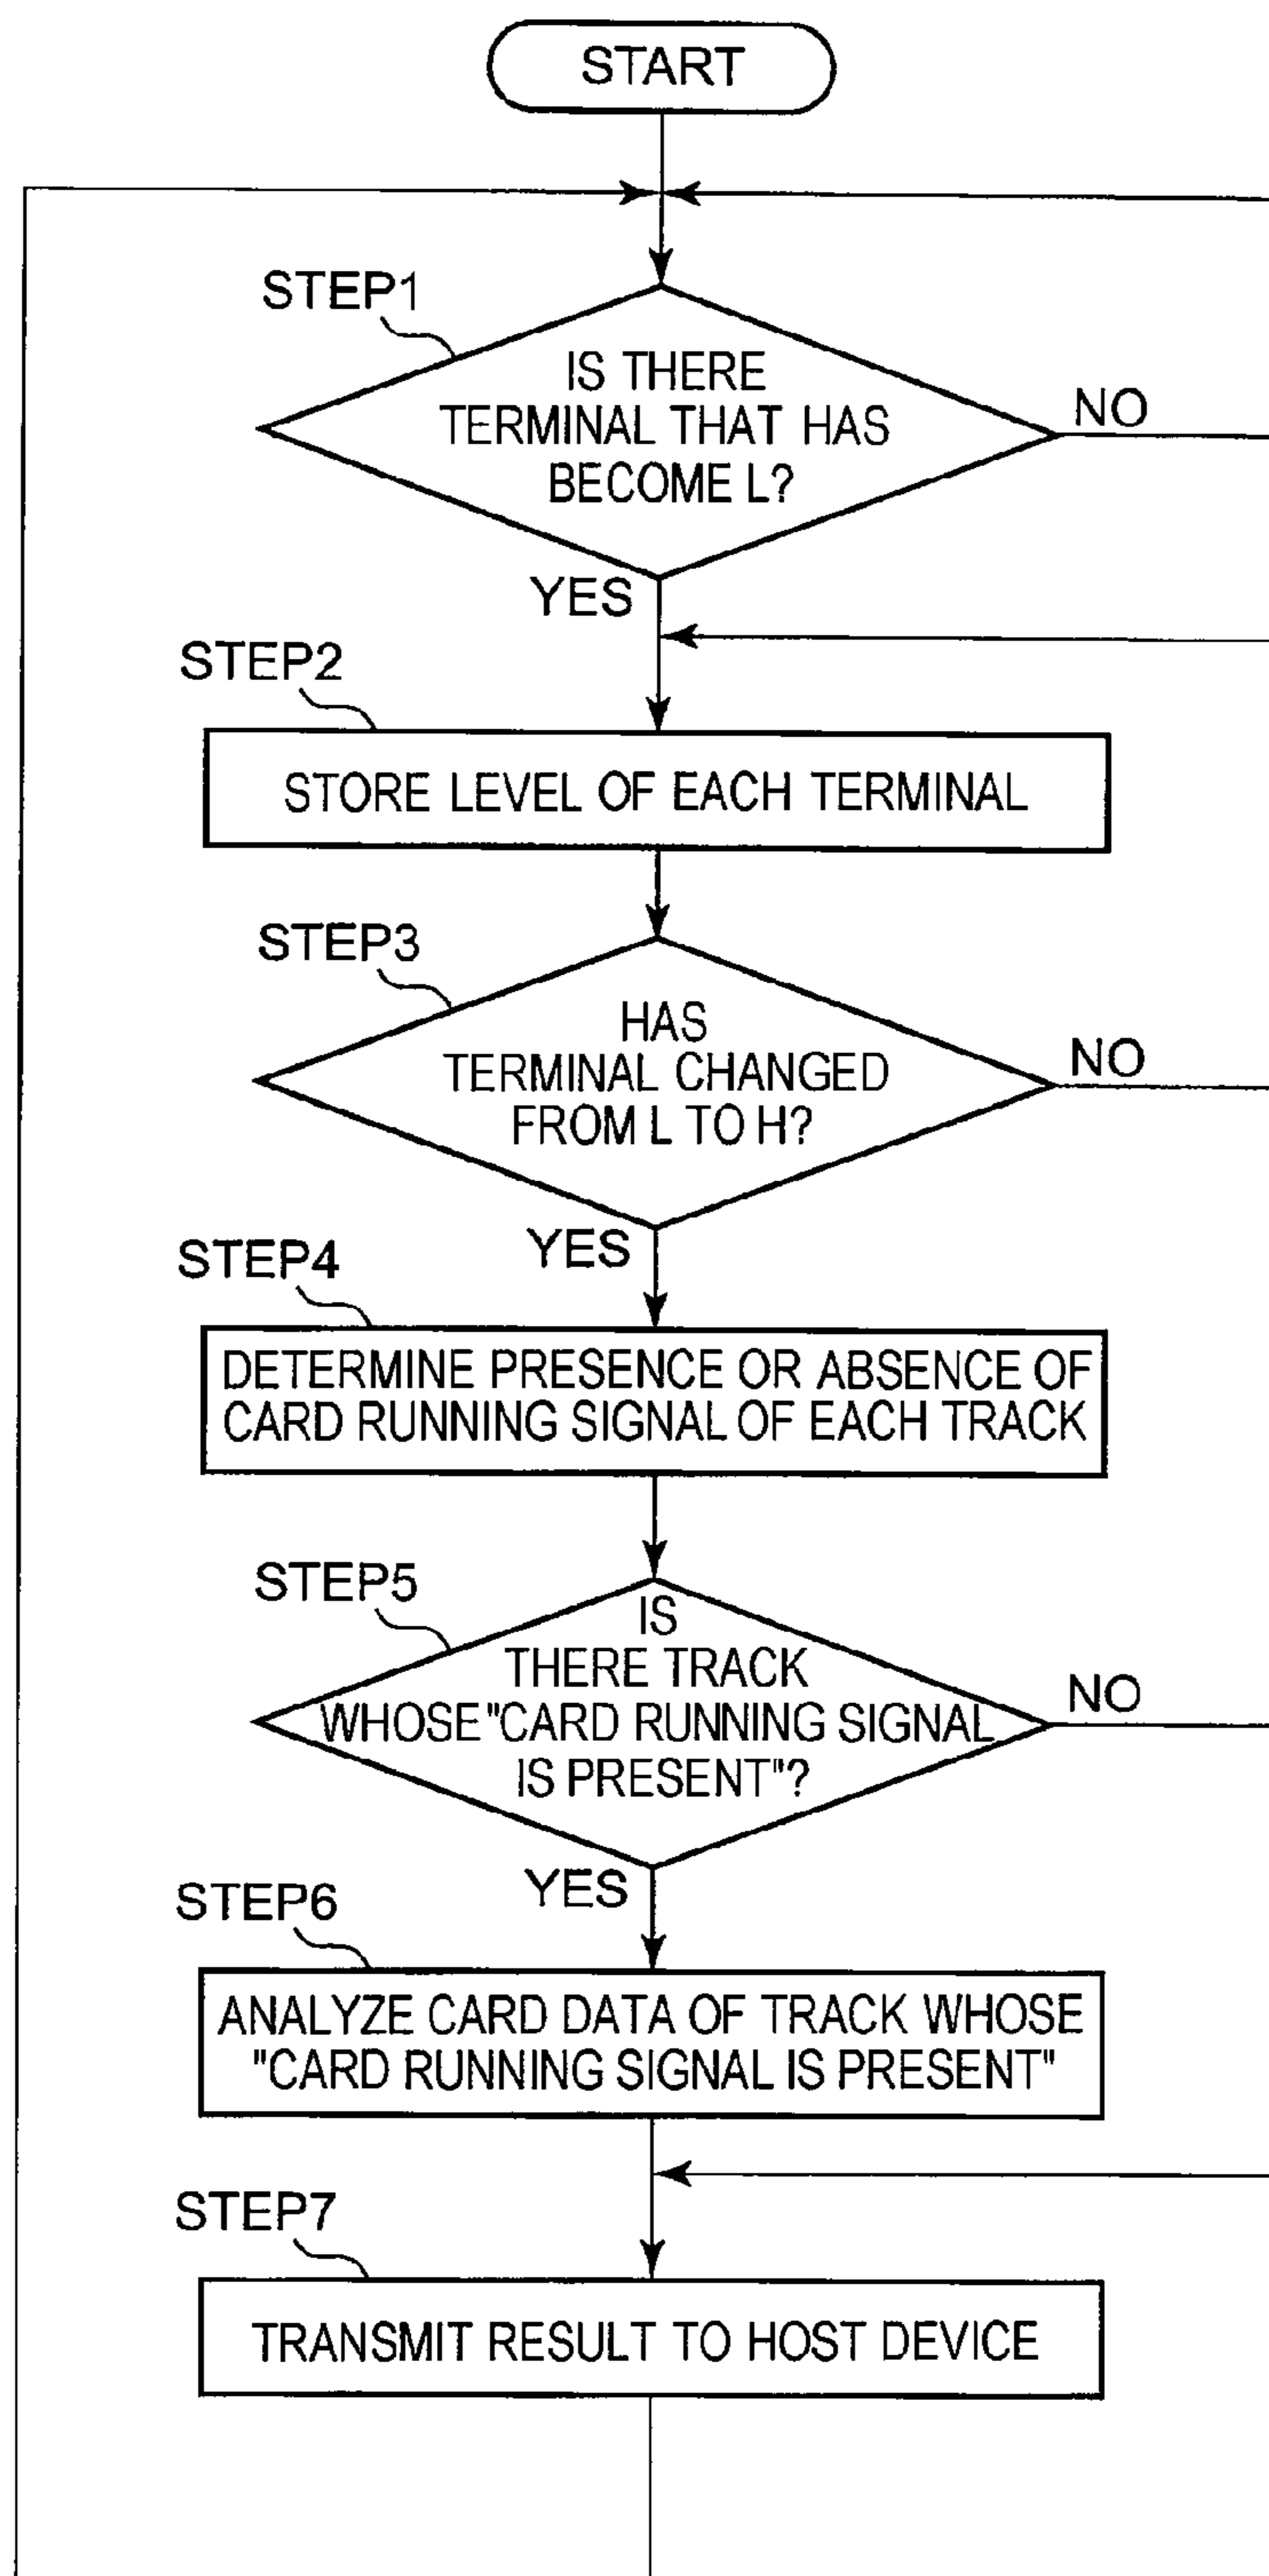 START
STEP1
IS THERE
TERMINAL THAT HAS
BECOME L?
NO
YES
STEP2
STORE LEVEL OF EACH TERMINAL
STEP3
HAS
TERMINAL CHANGED
FROM L TO H?
NO
YES
STEP4
DETERMINE PRESENCE OR ABSENCE OF
CARD RUNNING SIGNAL OF EACH TRACK
STEP5
IS
THERE TRACK
WHOSE "CARD RUNNING SIGNAL
IS PRESENT"?
NO
YES
STEP6
ANALYZE CARD DATA OF TRACK WHOSE
"CARD RUNNING SIGNAL IS PRESENT"
STEP7
TRANSMIT RESULT TO HOST DEVICE